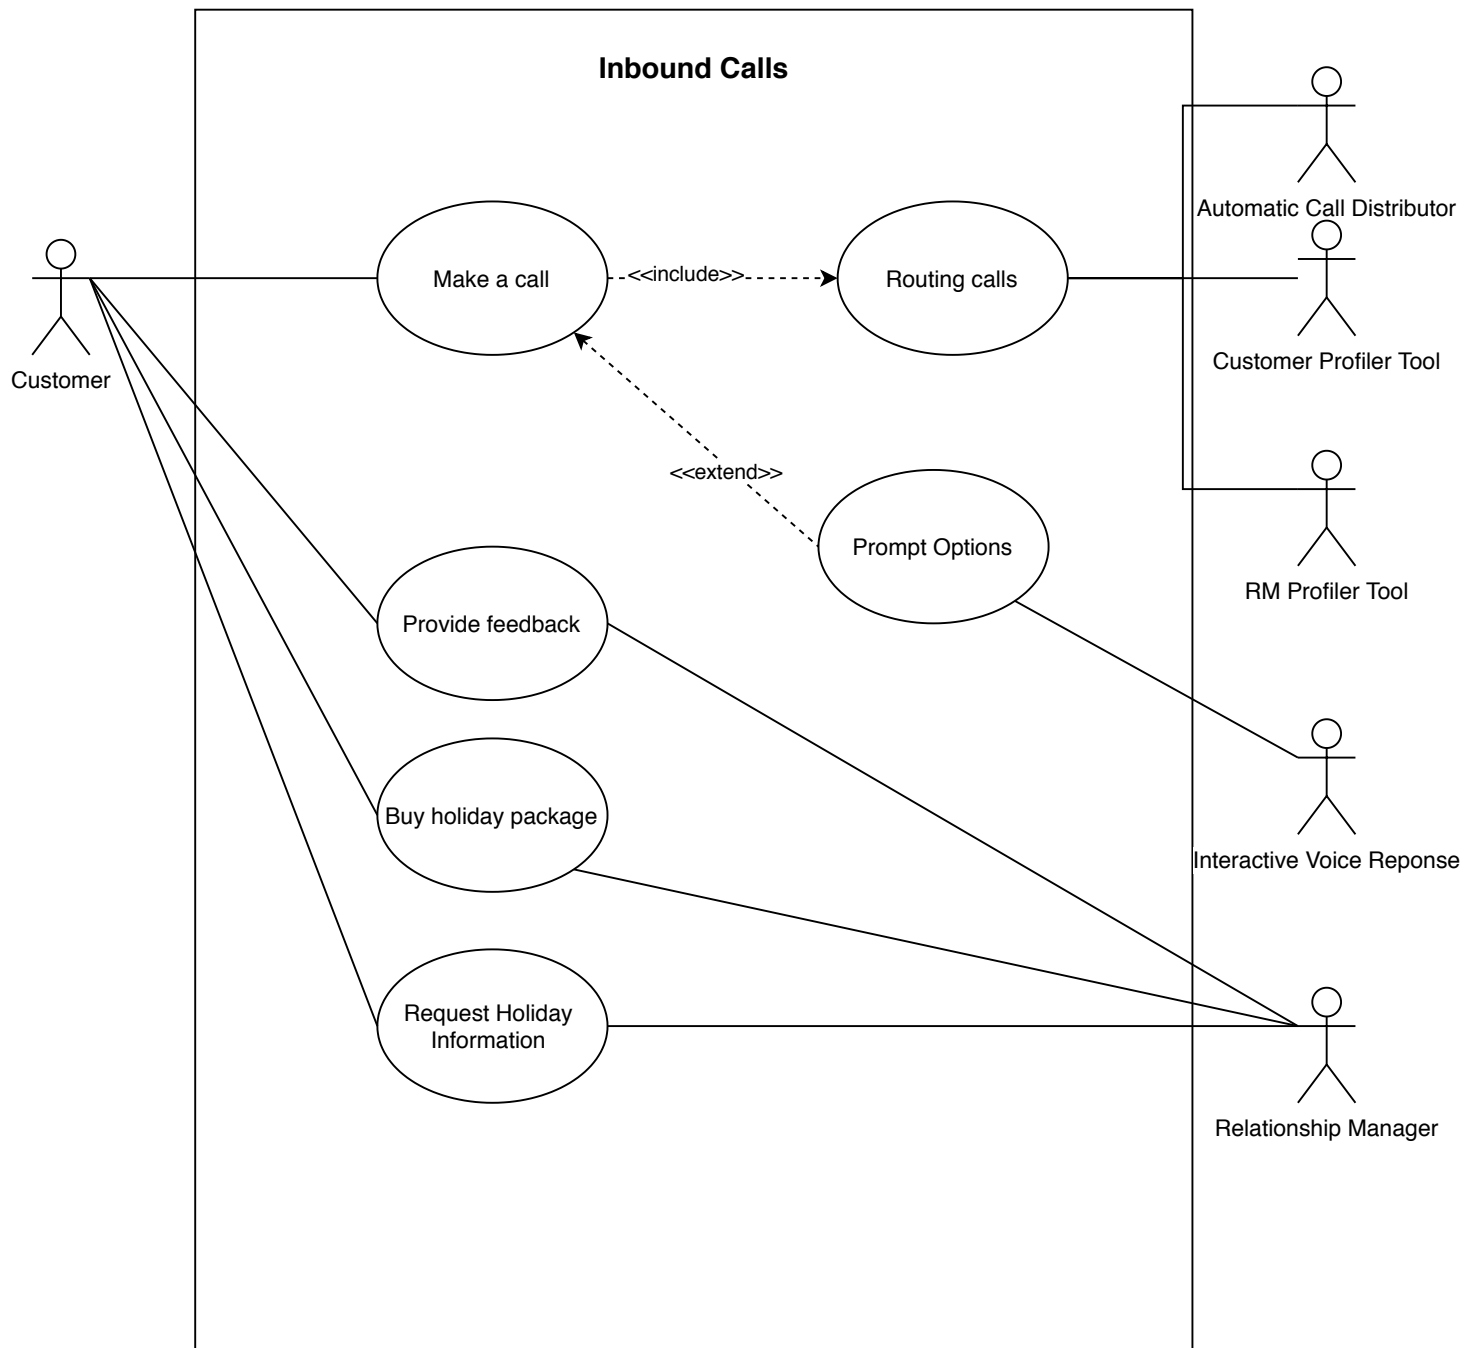 Inbound Calls
Automatic Call Distributor
Make a call
<<include>>
Routing calls
Customer Profiler Tool
Customer
<<extend>>
Prompt Options
RM Profiler Tool
Provide feedback
Buy holiday package
Interactive Voice Reponse
Request Holiday
Information
Relationship Manager